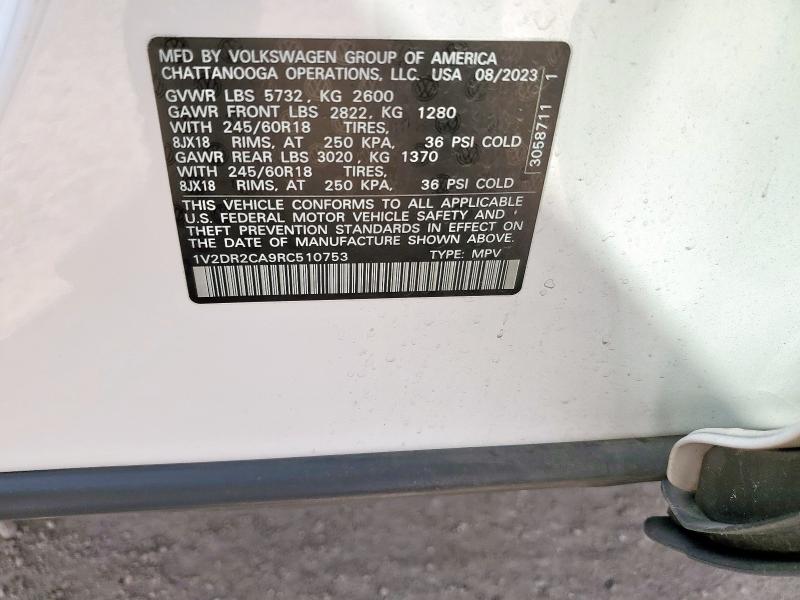 MFD BY VOLKSWAGEN GROUP OF AMERICA
CHATTANOOGA OPERATIONS, LLC. USA 08/2023
GVWR LBS 5732, KG 2600
GAWR FRONT LBS 2822, KG 1280
WITH 245/60R18 TIRES,
8JX18 RIMS, AT 250 KPA, 36 PSI COLD
GAWR REAR LBS 3020, KG 1370
WITH 245/60R18 TIRES,
8JX18 RIMS, AT 250 KPA, 36 PSI COLD
THIS VEHICLE CONFORMS TO ALL APPLICABLE
U.S. FEDERAL MOTOR VEHICLE SAFETY AND
THEFT PREVENTION STANDARDS IN EFFECT ON
THE DATE OF MANUFACTURE SHOWN ABOVE.
1V2DR2CA9RC510753 TYPE: MPV
3058711 1